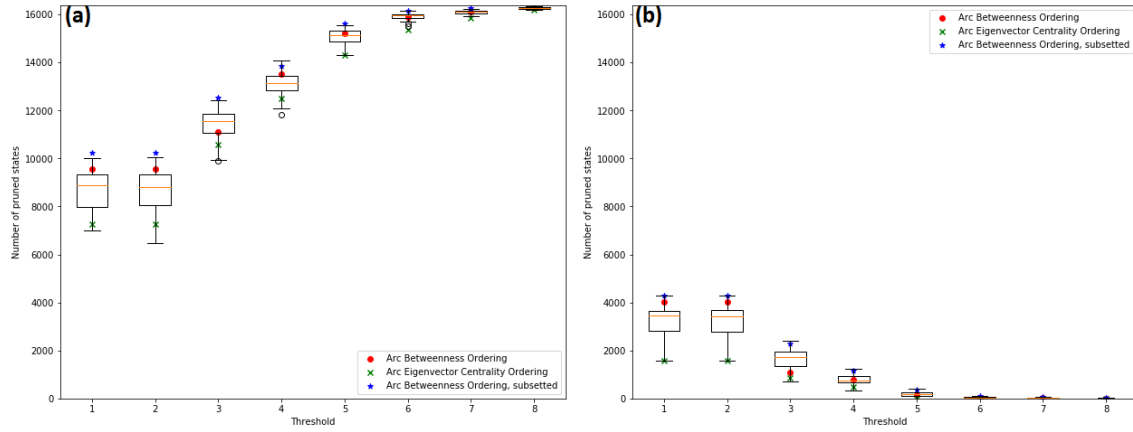 (a)
16000
14000
12000
10000
8000
6000
4000
2000
0
Number of pruned states
1 2 3 4 5 6 7 8
Threshold
Arc Betweenness Ordering
Arc Eigenvector Centrality Ordering
Arc Betweenness Ordering, subsetted
(b)
Arc Betweenness Ordering
Arc Eigenvector Centrality Ordering
Arc Betweenness Ordering, subsetted
16000
14000
12000
10000
8000
6000
4000
2000
0
Number of pruned states
1 2 3 4 5 6 7 8
Threshold